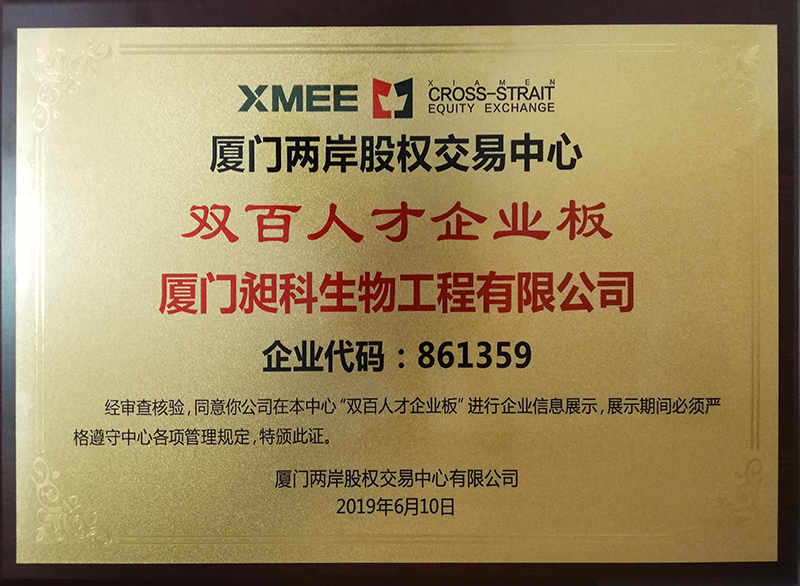 XMEE
XIAMEN
CROSS-STRAIT
EQUITY EXCHANGE
厦门两岸股权交易中心
双百人才企业板
厦门昶科生物工程有限公司
企业代码：861359
经审查核验，同意你公司在本中心“双百人才企业板”进行企业信息展示，展示期间必须严
格遵守中心各项管理规定，特颁此证。
厦门两岸股权交易中心有限公司
2019年6月10日